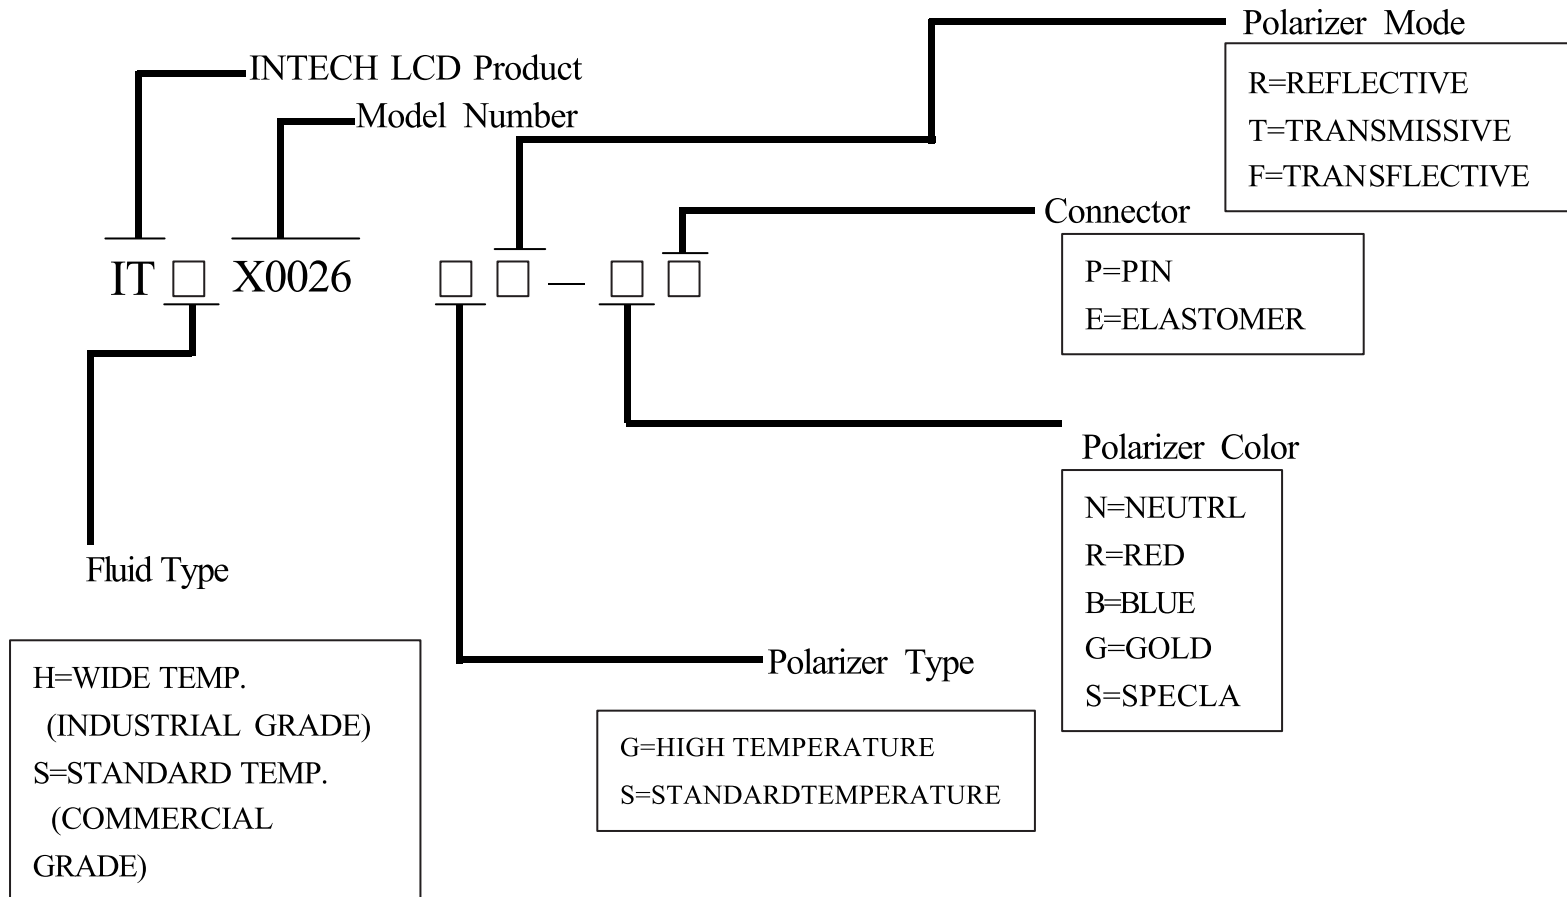 Polarizer Mode
R=REFLECTIVE
T=TRANSMISSIVE
F=TRANSFLECTIVE
INTECH LCD Product
Model Number
Connector
P=PIN
E=ELASTOMER
IT □ X0026 □ □ — □ □
Polarizer Color
N=NEUTRL
R=RED
B=BLUE
G=GOLD
S=SPECLA
Fluid Type
H=WIDE TEMP.
(INDUSTRIAL GRADE)
S=STANDARD TEMP.
(COMMERCIAL
GRADE)
Polarizer Type
G=HIGH TEMPERATURE
S=STANDARDTEMPERATURE